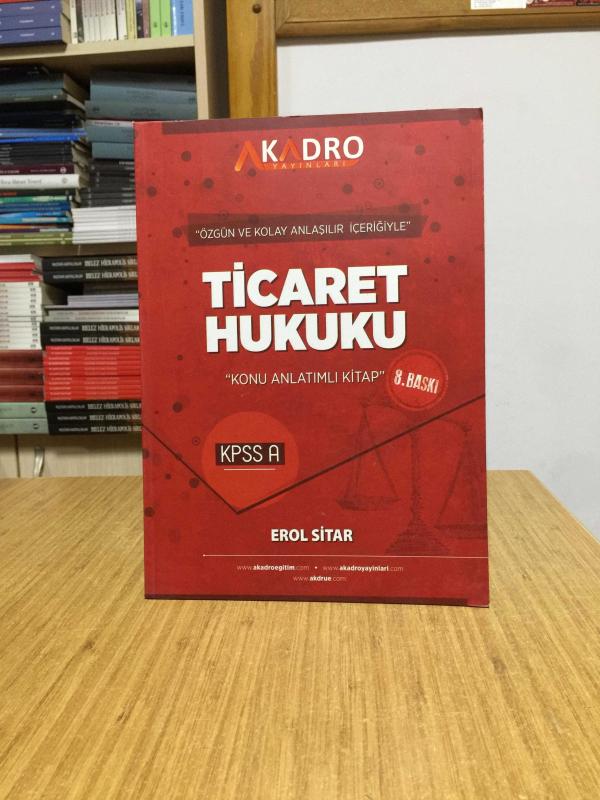 AKADRO
YAYINLARI
“ÖZGÜN VE KOLAY ANLAŞILIR İÇERİĞİYLE”
TİCARET
HUKUKU
“KONU ANLATIMLI KİTAP”
8.BASKI
KPSS A
EROL SİTAR
www.akadroegitim.com • www.akadroyayinlari.com
www.akdrue.com